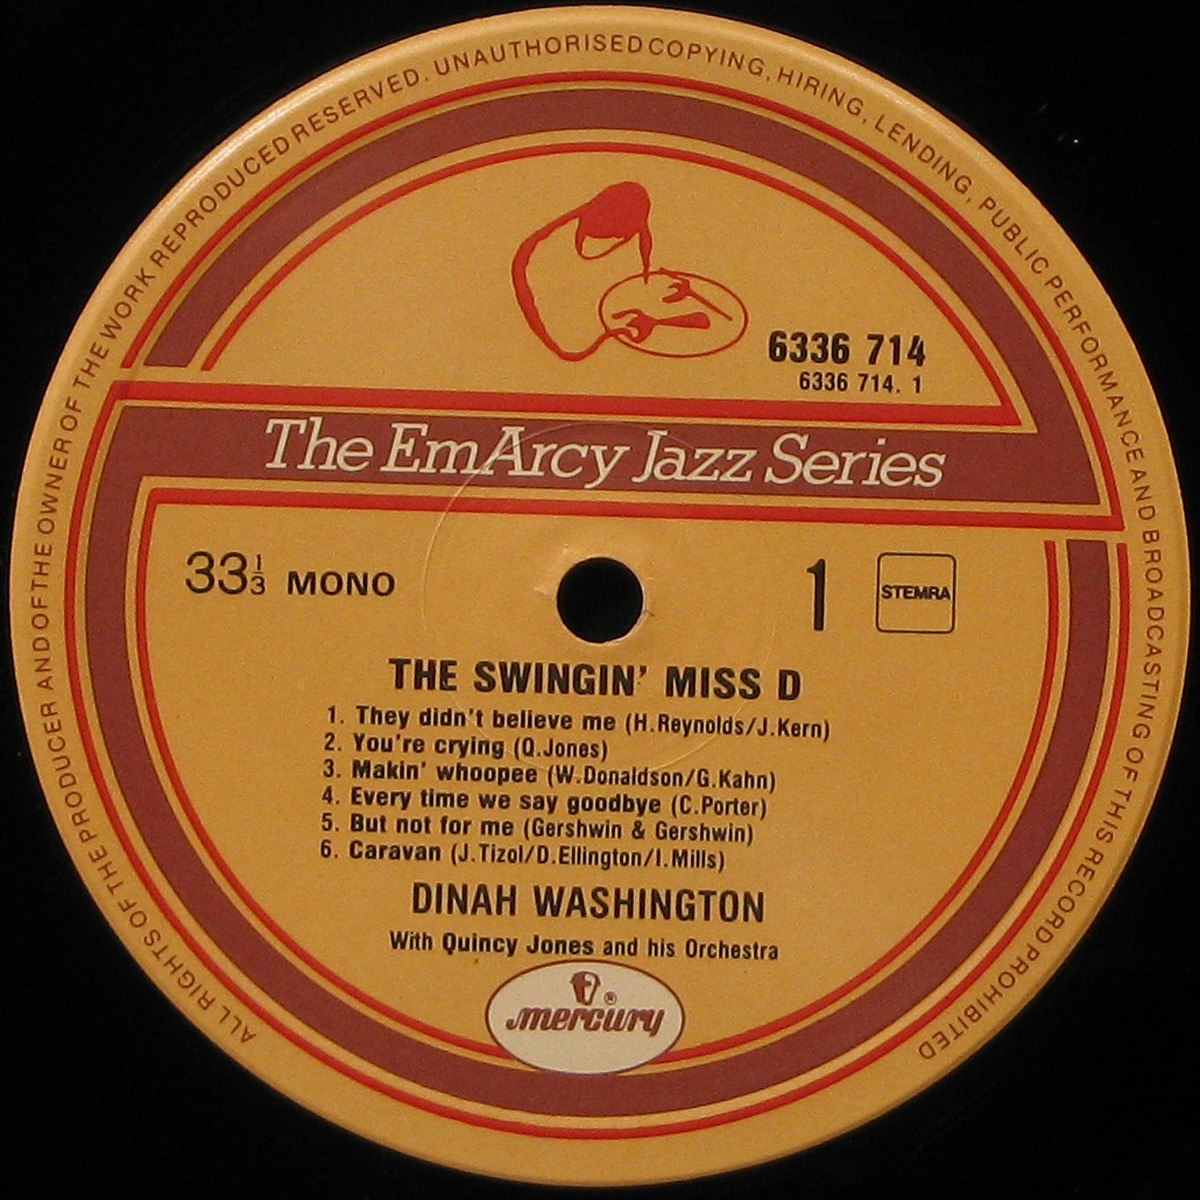 ALL RIGHTS OF THE PRODUCER AND OF THE OWNER OF THE WORK REPRODUCED RESERVED. UNAUTHORISED COPYING, HIRING, LENDING, PUBLIC PERFORMANCE AND BROADCASTING OF THIS RECORD PROHIBITED
6336 714
6336 714. 1
The EmArcy Jazz Series
33⅓ MONO
1
STEMRA
THE SWINGIN' MISS D
1. They didn't believe me (H.Reynolds/J.Kern)
2. You're crying (Q.Jones)
3. Makin' whoopee (W.Donaldson/G.Kahn)
4. Every time we say goodbye (C.Porter)
5. But not for me (Gershwin & Gershwin)
6. Caravan (J.Tizol/D.Ellington/I.Mills)
DINAH WASHINGTON
With Quincy Jones and his Orchestra
®
mercury